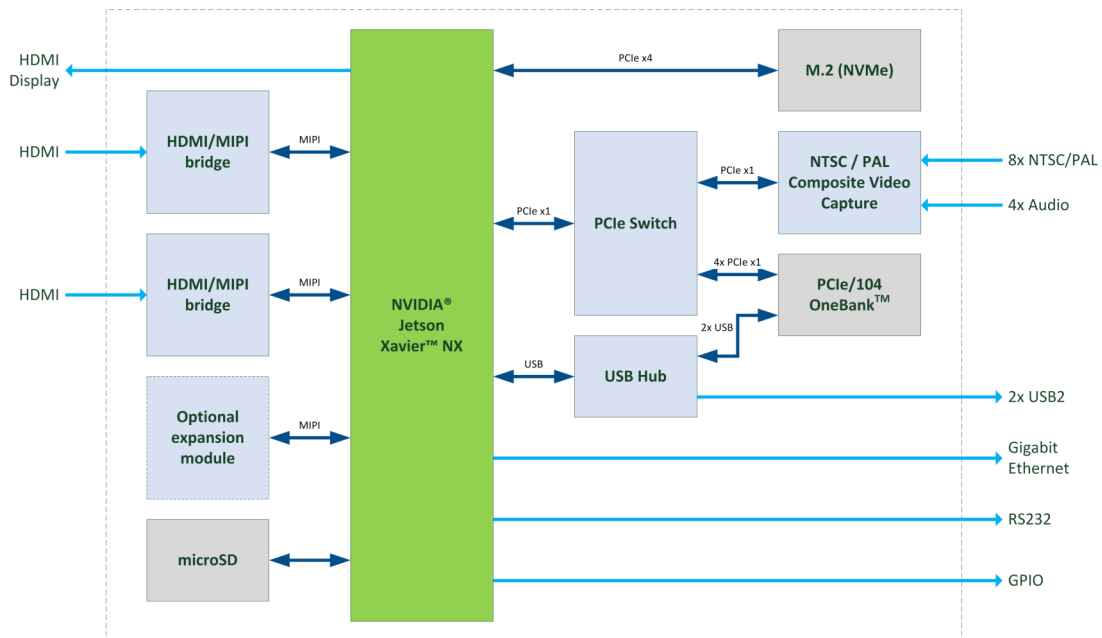 HDMI
Display
HDMI
HDMI
HDMI/MIPI
bridge
MIPI
HDMI/MIPI
bridge
MIPI
Optional
expansion
module
MIPI
microSD
NVIDIA®
Jetson
Xavier™ NX
PCIe x4
M.2 (NVMe)
PCIe x1
PCIe Switch
PCIe x1
NTSC / PAL
Composite Video
Capture
8x NTSC/PAL
4x Audio
4x PCIe x1
PCIe/104
OneBank™
2x USB
USB
USB Hub
2x USB2
Gigabit
Ethernet
RS232
GPIO